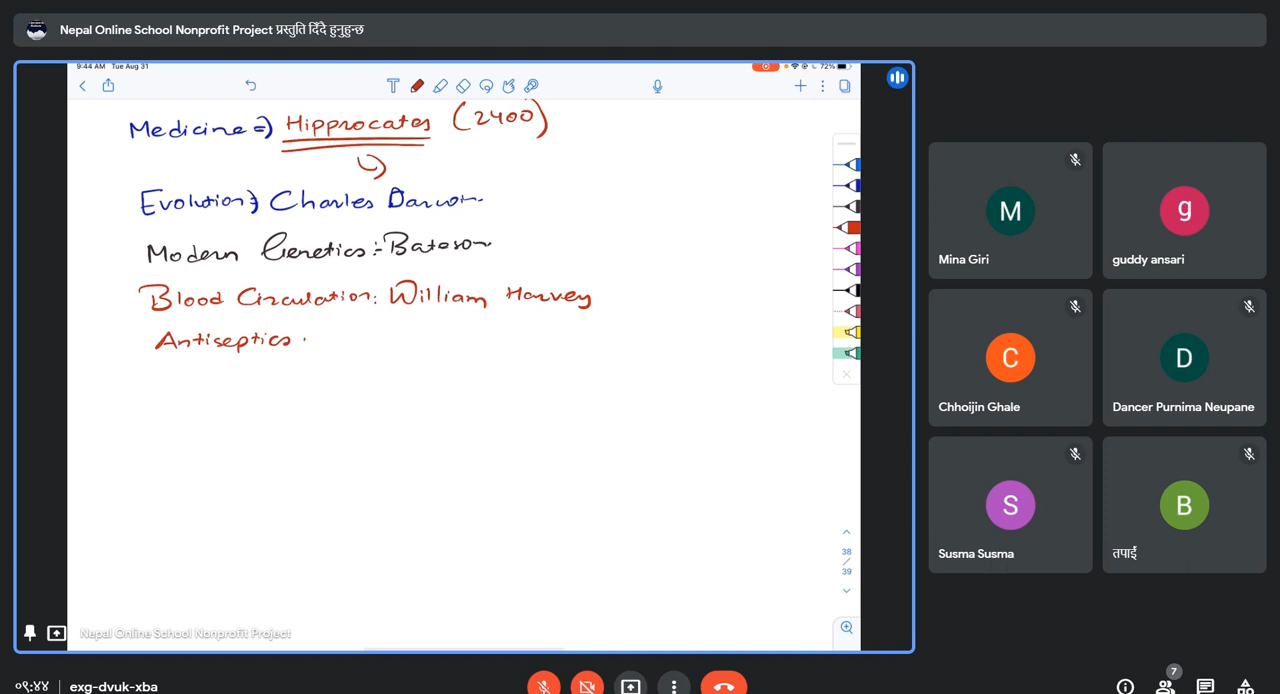 Nepal Online School Nonprofit Project प्रस्तुति दिँदै हुनुहुन्छ
9:44 AM Tue Aug 31
72%
Medicine => Hipprocates (2400)
Evolution => Charles Darwin
Modern Genetics :- Bateson
Blood Circulation : William Harvey
Antiseptics :
38
/
39
Nepal Online School Nonprofit Project
M
Mina Giri
g
guddy ansari
C
Chhoijin Ghale
D
Dancer Purnima Neupane
S
Susma Susma
B
तपाईं
०९:४४ | exg-dvuk-xba
7